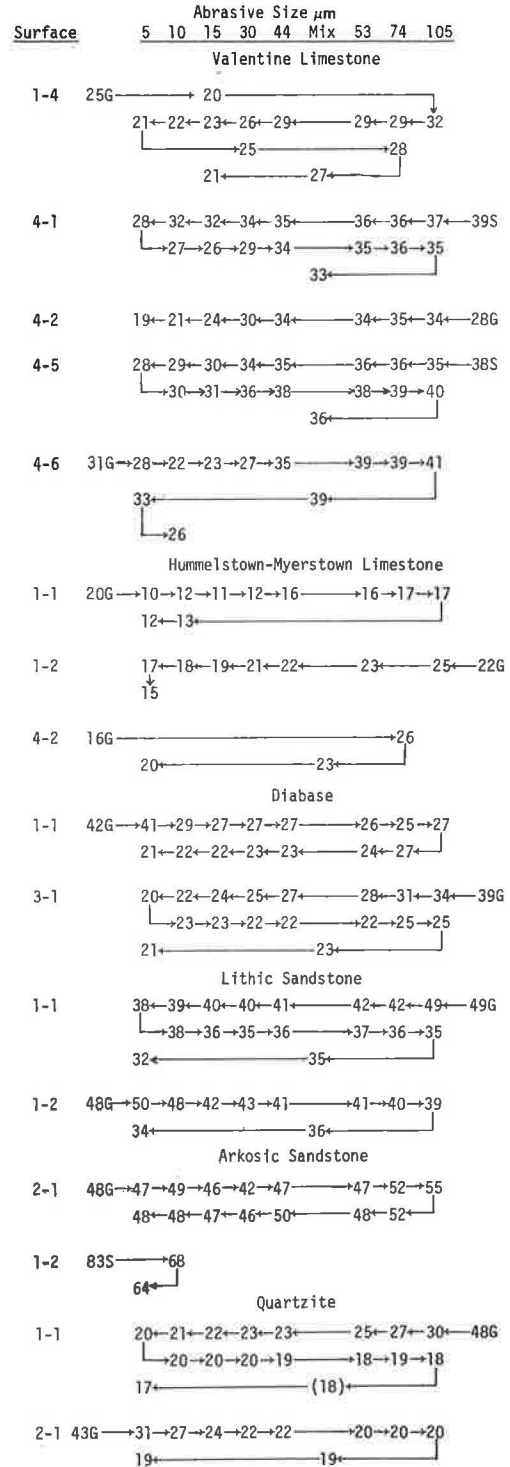 Abrasive Size μm
Surface 5 10 15 30 44 Mix 53 74 105
Valentine Limestone
1-4 25G→20→
21←22←23←26←29←29←29←32
→25→28
21←27←
4-1 28←32←32←34←35←36←36←37←39S
→27→26→29→34→35→36→35
33←
4-2 19←21←24←30←34←34←35←34←28G
4-5 28←29←30←34←35←36←36←35←38S
→30→31→36→38→38→39→40
36←
4-6 31G→28→22→23→27→35→39→39→41
33←39←
→26
Hummelstown-Myerstown Limestone
1-1 20G→10→12→11→12→16→16→17→17
12←13←
1-2 17←18←19←21←22←23←25←22G
15
4-2 16G→26
20←23←
Diabase
1-1 42G→41→29→27→27→27→26→25→27
21←22←22←23←23←24←27←
3-1 20←22←24←25←27←28←31←34←39G
→23→23→22→22→22→25→25
21←23←
Lithic Sandstone
1-1 38←39←40←40←41←42←42←49←49G
→38→36→35→36→37→36→35
32←35←
1-2 48G→50→48→42→43→41→41→40→39
34←36←
Arkosic Sandstone
2-1 48G→47→49→46→42→47→47→52→55
48←48←47←46←50←48←52←
1-2 83S→68
64←
Quartzite
1-1 20←21←22←23←23←25←27←30←48G
→20→20→20→19→18→19→18
17←(18)←
2-1 43G→31→27→24→22→22→20→20→20
19←19←